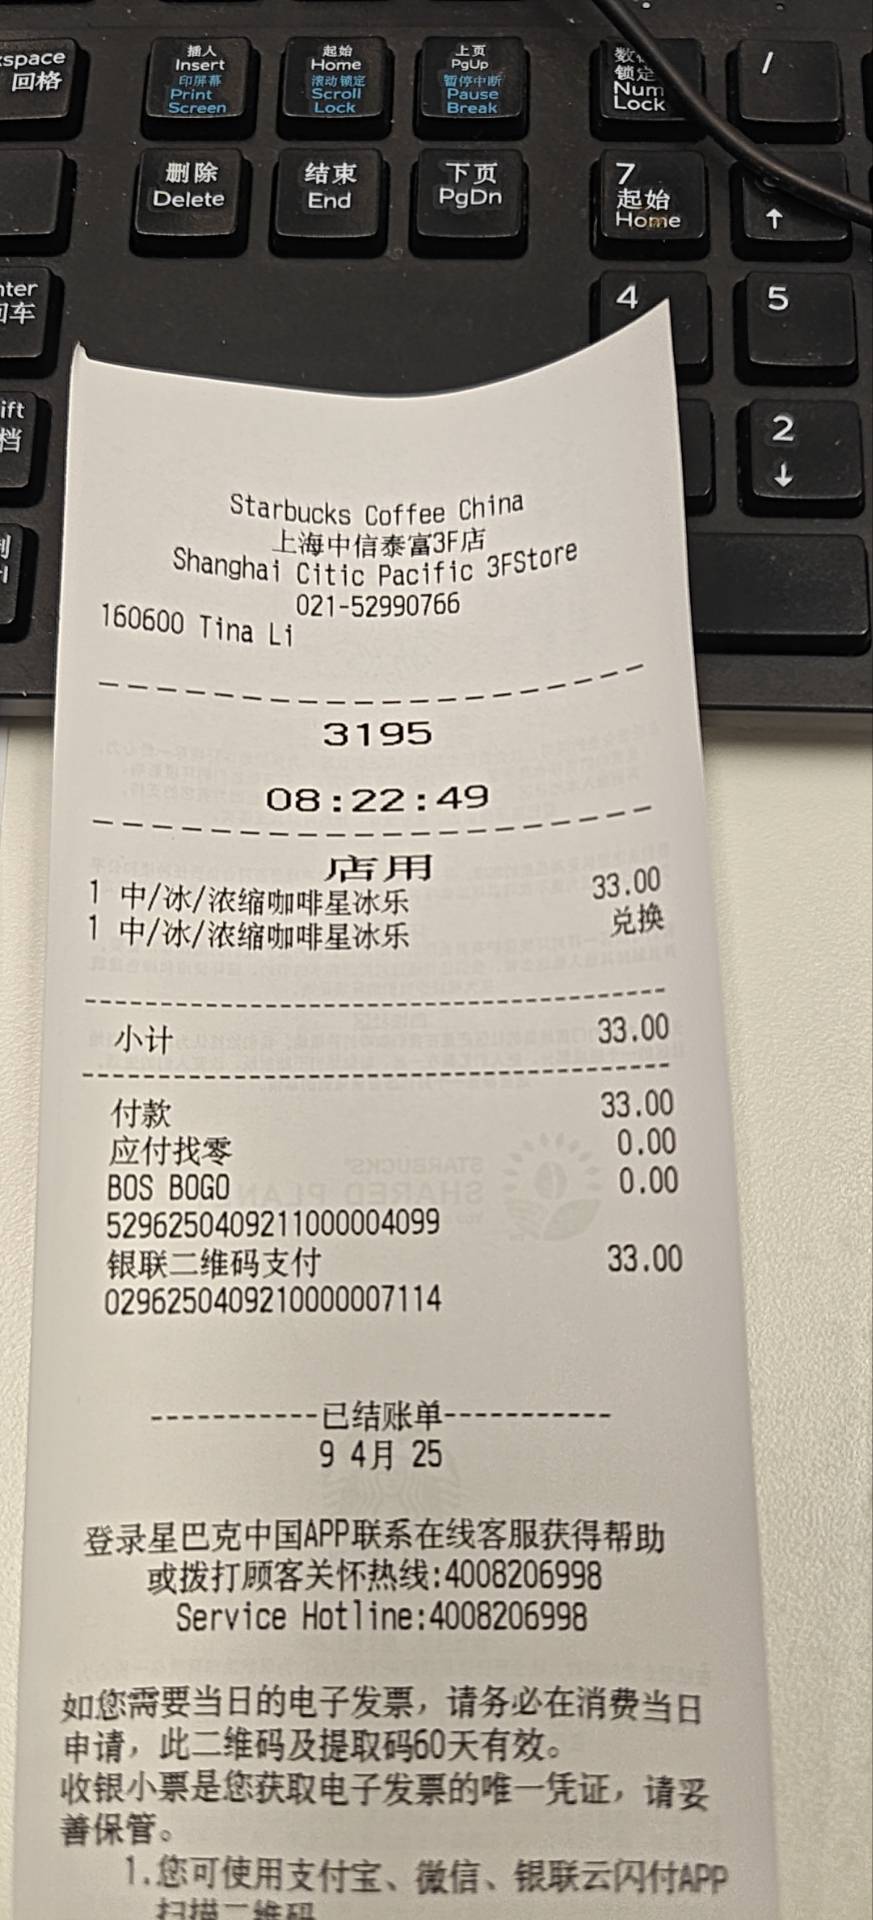 space
回格
插入
Insert
印屏幕
Print
Screen
起始
Home
滚动锁定
Scroll
Lock
上页
PgUp
暂停中断
Pause
Break
锁定
Num
Lock
/
删除
Delete
结束
End
下页
PgDn
7
起始
Home
↑
nter
回车
4
5
ift
档
2
↓
制
Starbucks Coffee China
上海中信泰富3F店
Shanghai Citic Pacific 3FStore
021-52990766
160600 Tina Li
3195
08:22:49
店用
1 中/冰/浓缩咖啡星冰乐 33.00
1 中/冰/浓缩咖啡星冰乐 兑换
小计 33.00
付款 33.00
应付找零 0.00
BOS BOGO 0.00
5296250409211000004099
银联二维码支付 33.00
0296250409210000007114
-----------已结账单-----------
9 4月 25
登录星巴克中国APP联系在线客服获得帮助
或拨打顾客关怀热线:4008206998
Service Hotline:4008206998
如您需要当日的电子发票，请务必在消费当日
申请，此二维码及提取码60天有效。
收银小票是您获取电子发票的唯一凭证，请妥
善保管。
1.您可使用支付宝、微信、银联云闪付APP
扫描二维码